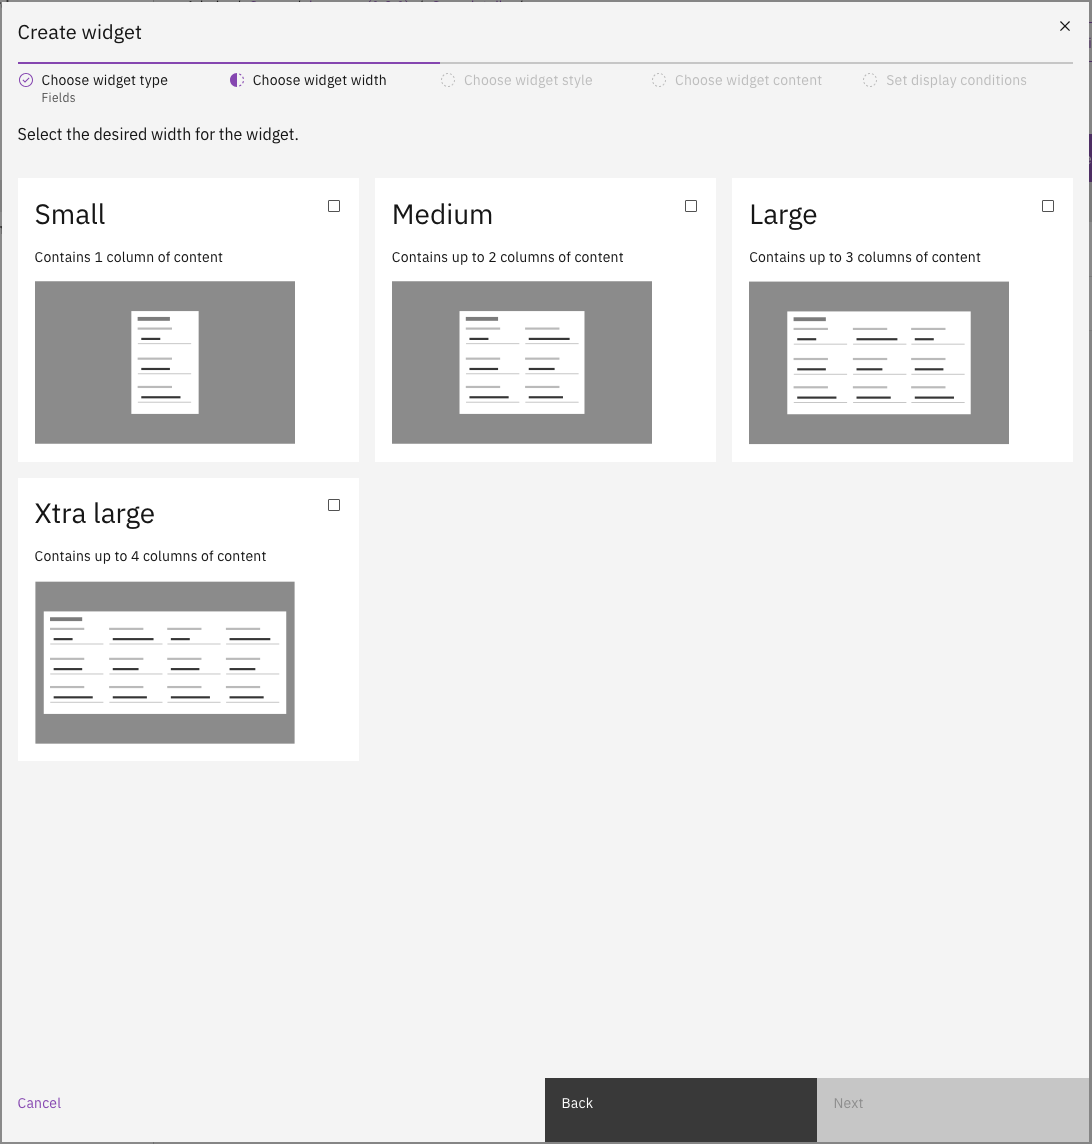 Create widget
Choose widget type
Fields
Choose widget width
Choose widget style
Choose widget content
Set display conditions
Select the desired width for the widget.
Small
Contains 1 column of content
Medium
Contains up to 2 columns of content
Large
Contains up to 3 columns of content
Xtra large
Contains up to 4 columns of content
Cancel
Back
Next